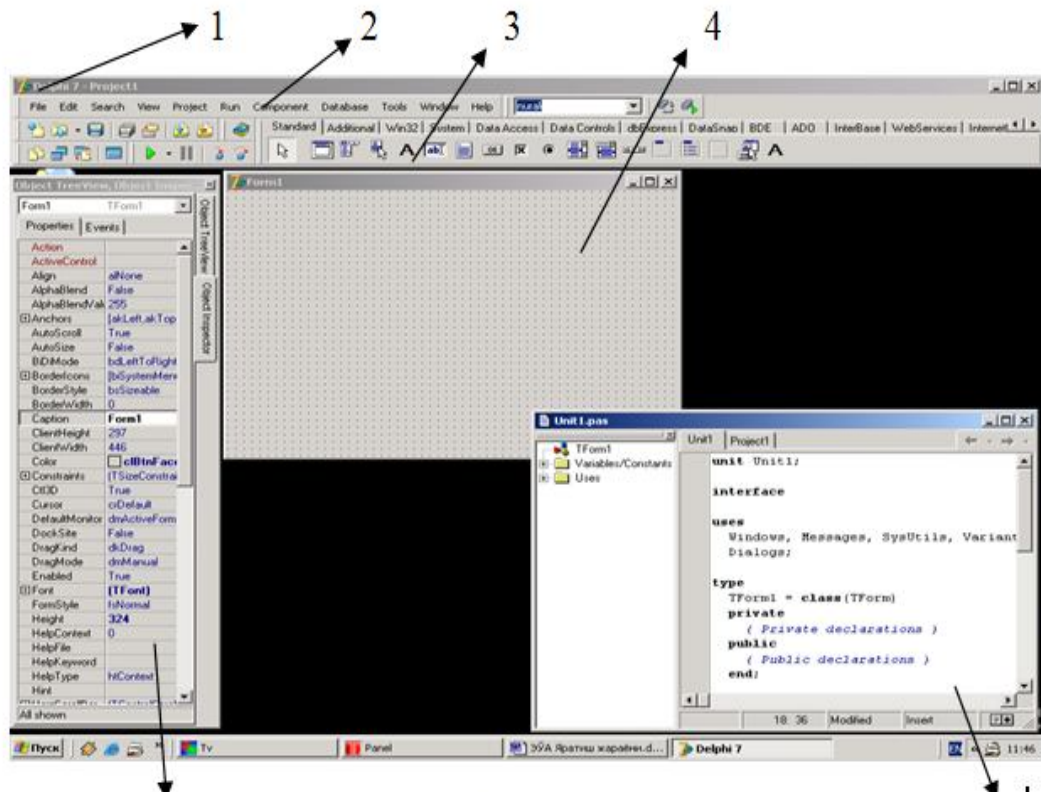 1 2 3 4
Delphi 7 - Project1
File Edit Search View Project Run Component Database Tools Window Help
Standard Additional Win32 System Data Access Data Controls dbExpress DataSnap BDE ADO InterBase WebServices Internet
Form1
Form1 TForm1
Object TreeView
Object Inspector
Properties Events
Action
ActiveControl
Align alNone
AlphaBlend False
AlphaBlendVal 255
Anchors [akLeft,akTop
AutoScroll True
AutoSize False
BiDiMode bdLeftToRight
BorderIcons [biSystemMen
BorderStyle bsSizeable
BorderWidth 0
Caption Form1
ClientHeight 297
ClientWidth 446
Color clBtnFace
Constraints (TSizeConstrai
Ctl3D True
Cursor crDefault
DefaultMonitor dmActiveForm
DockSite False
DragKind dkDrag
DragMode dmManual
Enabled True
Font (TFont)
FormStyle fsNormal
Height 324
HelpContext 0
HelpFile
HelpKeyword
HelpType htContext
Hint
All shown
Unit1.pas
TForm1
Variables/Constants
Uses
Unit1 Project1
unit Unit1;
interface
uses
Windows, Messages, SysUtils, Variant
Dialogs;
type
TForm1 = class(TForm)
private
{ Private declarations }
public
{ Public declarations }
end;
18: 36 Modified Insert
Пуск Tv Panel ЭЎА Яратиш жараёни.d... Delphi 7 11:46